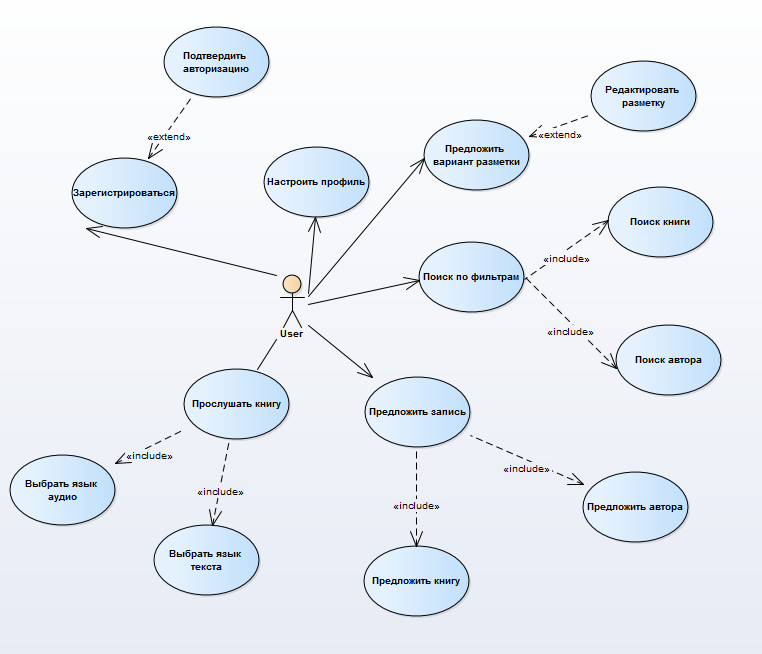 Подтвердить
авторизацию
«extend»
Зарегистрироваться
Настроить профиль
Предложить
вариант разметки
«extend»
Редактировать
разметку
Поиск по фильтрам
«include»
Поиск книги
«include»
Поиск автора
User
Прослушать книгу
«include»
Выбрать язык
аудио
«include»
Выбрать язык
текста
Предложить запись
«include»
Предложить автора
«include»
Предложить книгу